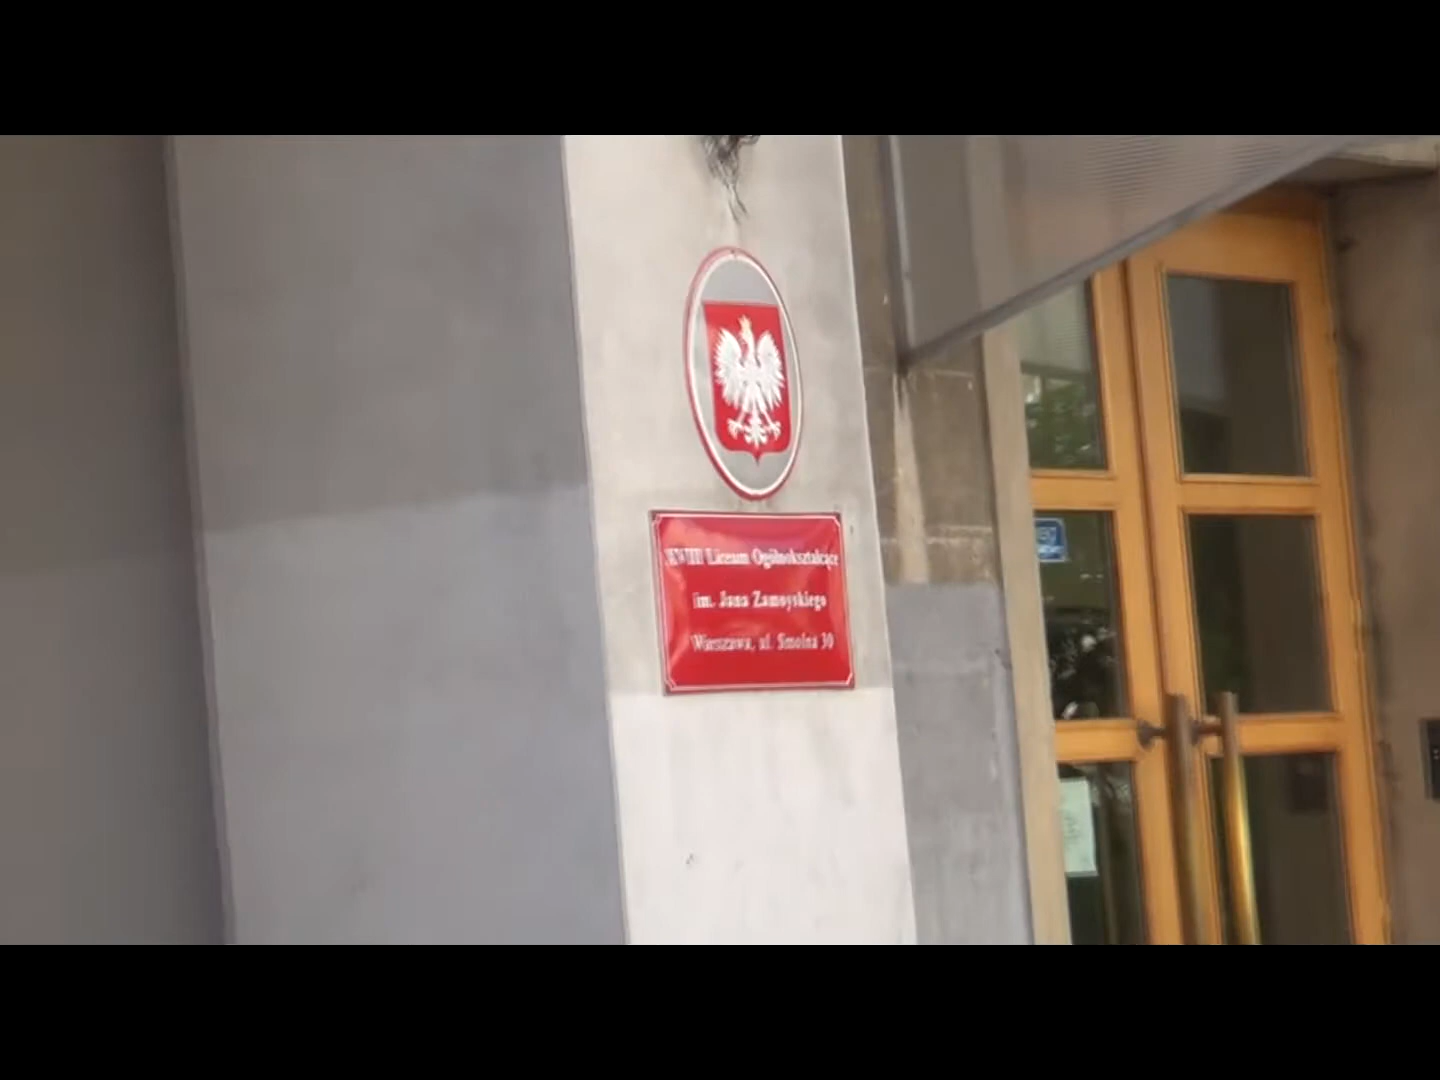 XVIII Liceum Ogólnokształcące
im. Jana Zamoyskiego
Warszawa, ul. Smolna 30